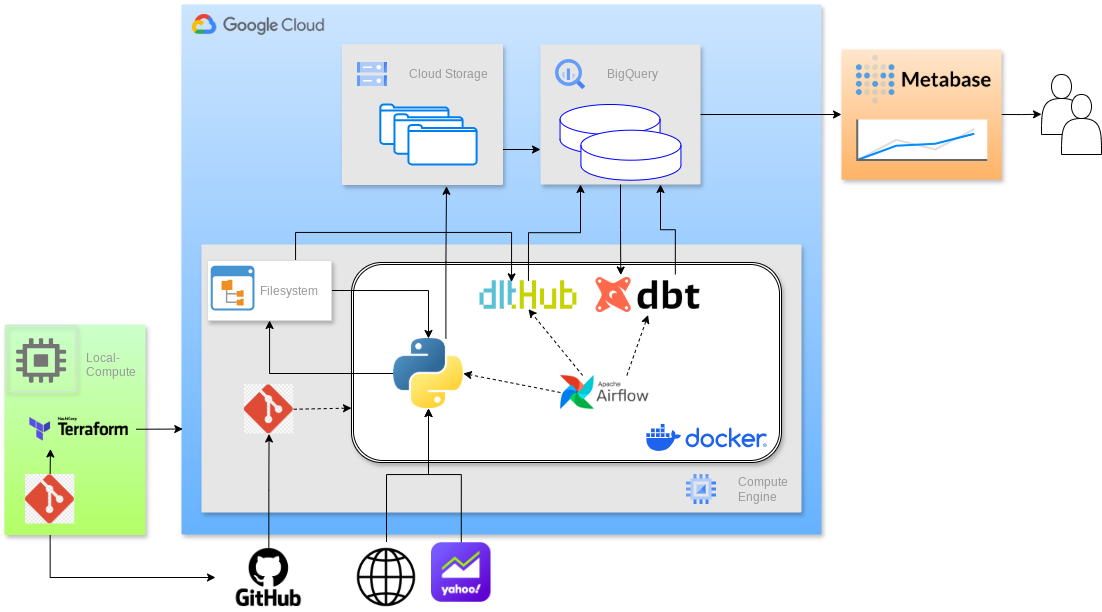 Google Cloud
Cloud Storage
BigQuery
Metabase
Filesystem
dltHub
dbt
Local-
Compute
HashiCorp
Terraform
Apache
Airflow
docker
Compute
Engine
GitHub
yahoo!